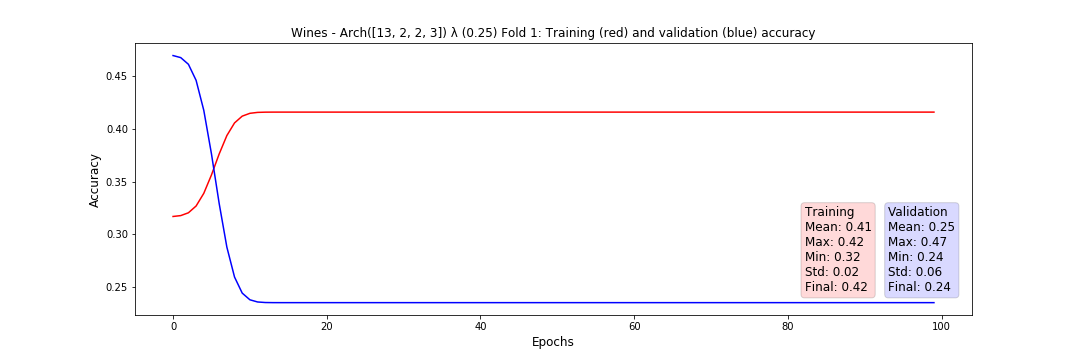 Wines - Arch([13, 2, 2, 3]) λ (0.25) Fold 1: Training (red) and validation (blue) accuracy
Accuracy
0.45
0.40
0.35
0.30
0.25
Training
Mean: 0.41
Max: 0.42
Min: 0.32
Std: 0.02
Final: 0.42
Validation
Mean: 0.25
Max: 0.47
Min: 0.24
Std: 0.06
Final: 0.24
0
20
40
60
80
100
Epochs